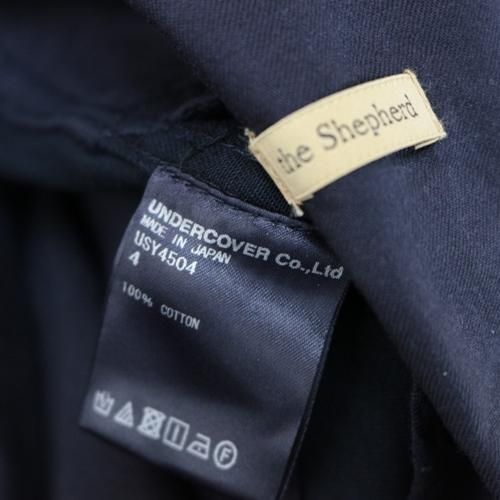 the Shepherd
UNDERCOVER Co.,Ltd
MADE IN JAPAN
USY4504
4
100% COTTON
F